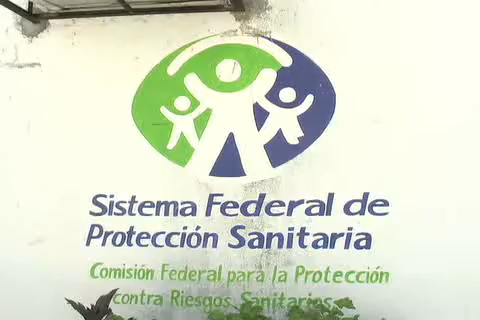 Sistema Federal de
Protección Sanitaria
Comisión Federal para la Protección
contra Riesgos Sanitarios